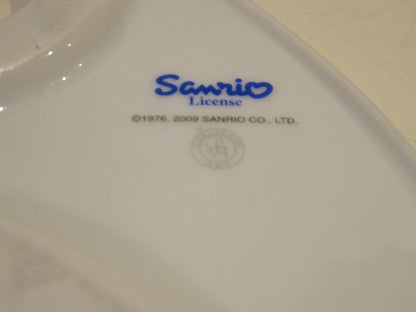 Sanrio
License
©1976, 2009 SANRIO CO., LTD.